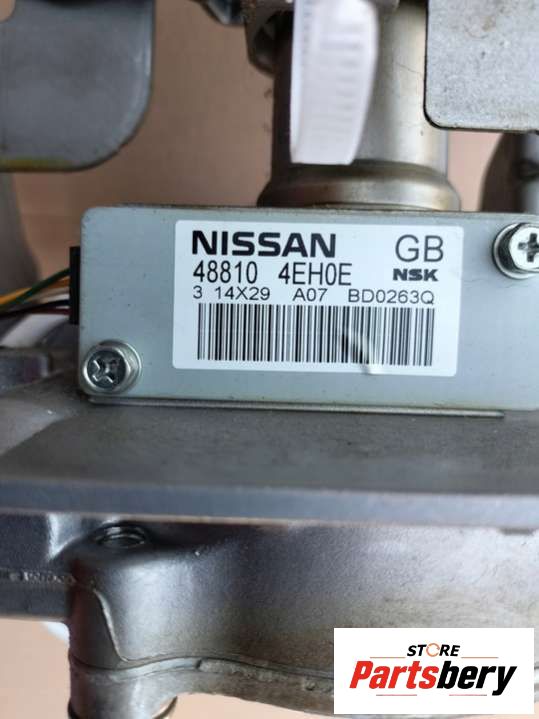 NISSAN GB
48810 4EH0E NSK
3 14X29 A07 BD0263Q
STORE
Partsbery